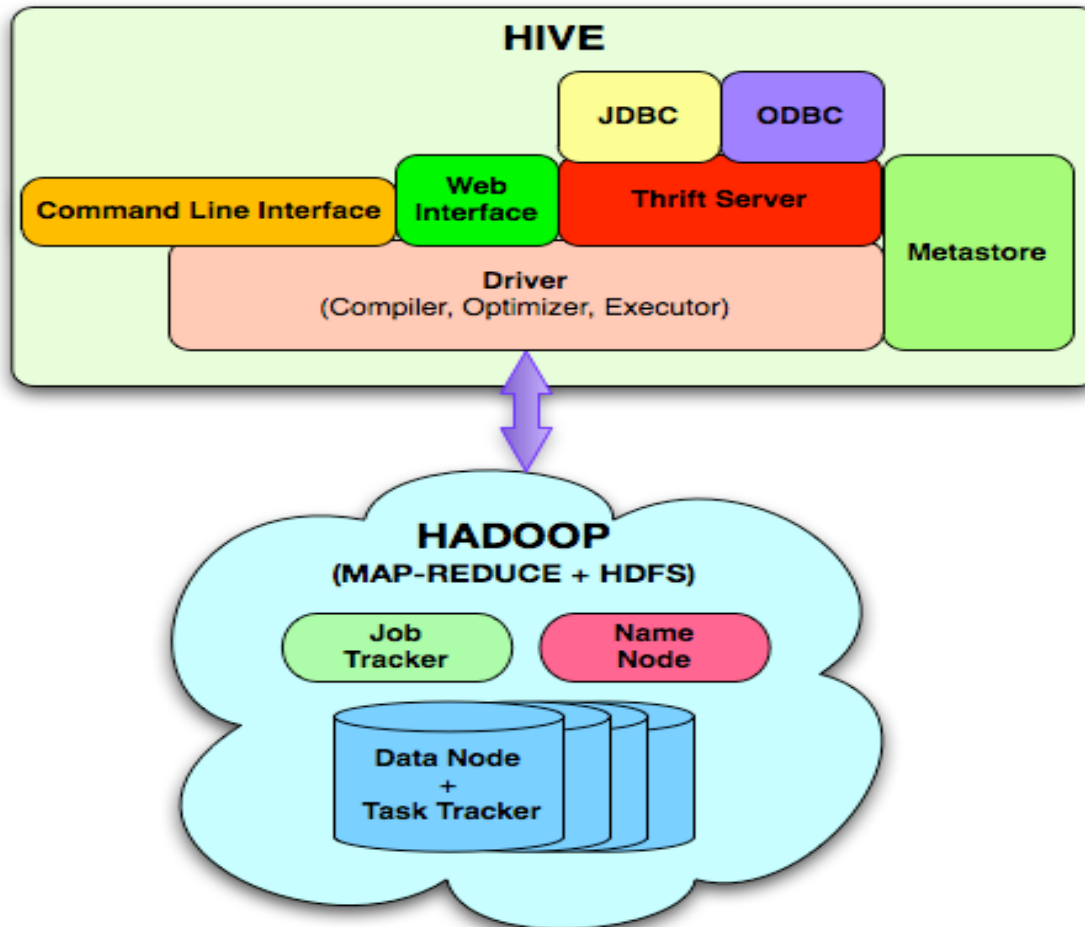 HIVE
JDBC
ODBC
Command Line Interface
Web
Interface
Thrift Server
Metastore
Driver
(Compiler, Optimizer, Executor)
HADOOP
(MAP-REDUCE + HDFS)
Job
Tracker
Name
Node
Data Node
+
Task Tracker